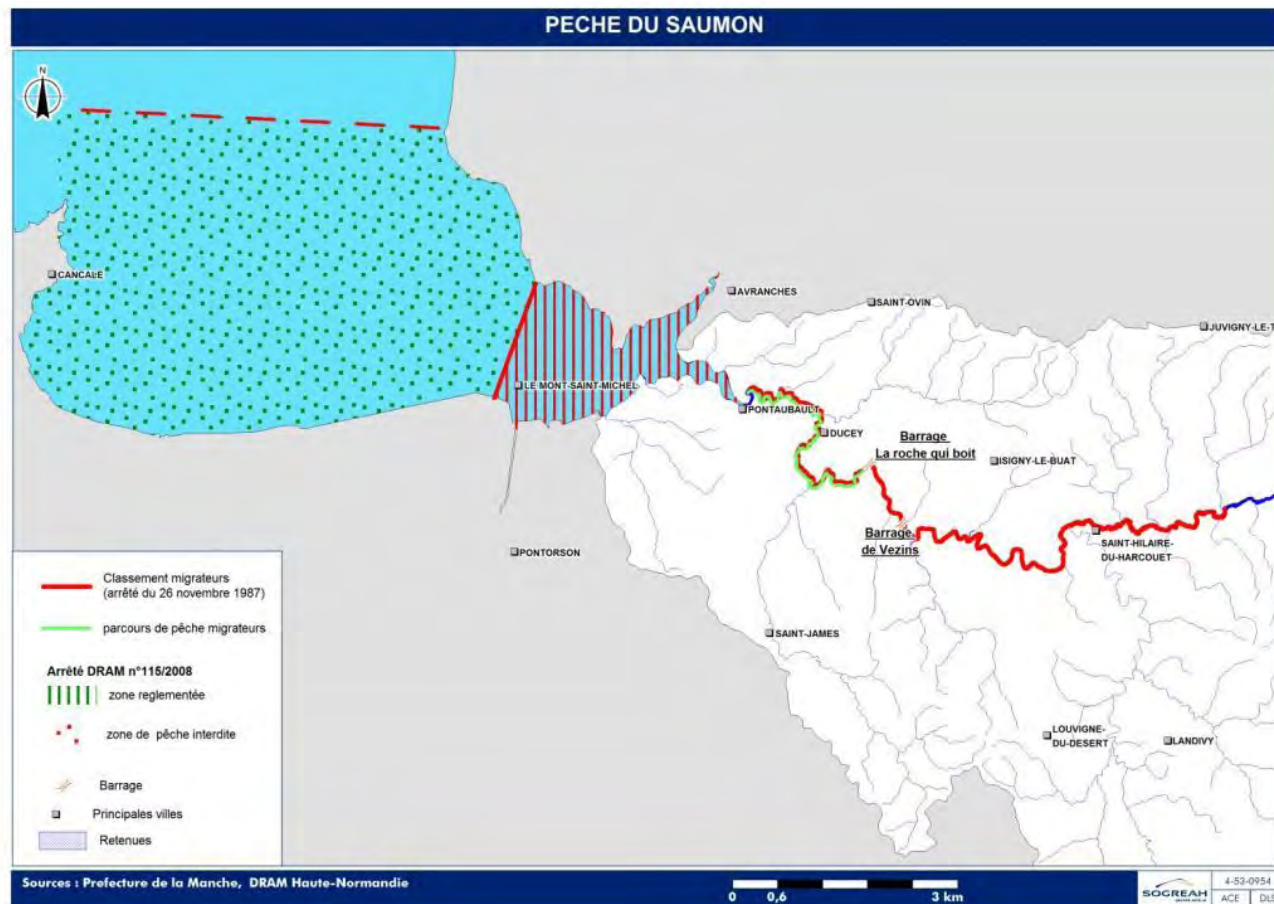 PECHE DU SAUMON
N
CANCALE
AVRANCHES
SAINT-OVIN
JUVIGNY-LE-T
LE MONT-SAINT-MICHEL
PONTAUBAULT
DUCEY
Barrage
La roche qui boit
ISIGNY-LE-BUAT
Barrage
de Vezins
SAINT-HILAIRE-
DU-HARCOUET
PONTORSON
SAINT-JAMES
LOUVIGNE-
DU-DESERT
LANDIVY
Classement migrateurs
(arrêté du 26 novembre 1987)
parcours de pêche migrateurs
Arrêté DRAM n°115/2008
zone reglementée
zone de pêche interdite
Barrage
Principales villes
Retenues
Sources : Prefecture de la Manche, DRAM Haute-Normandie
0 0,6 3 km
SOGREAH
4-53-0954
ACE DLS